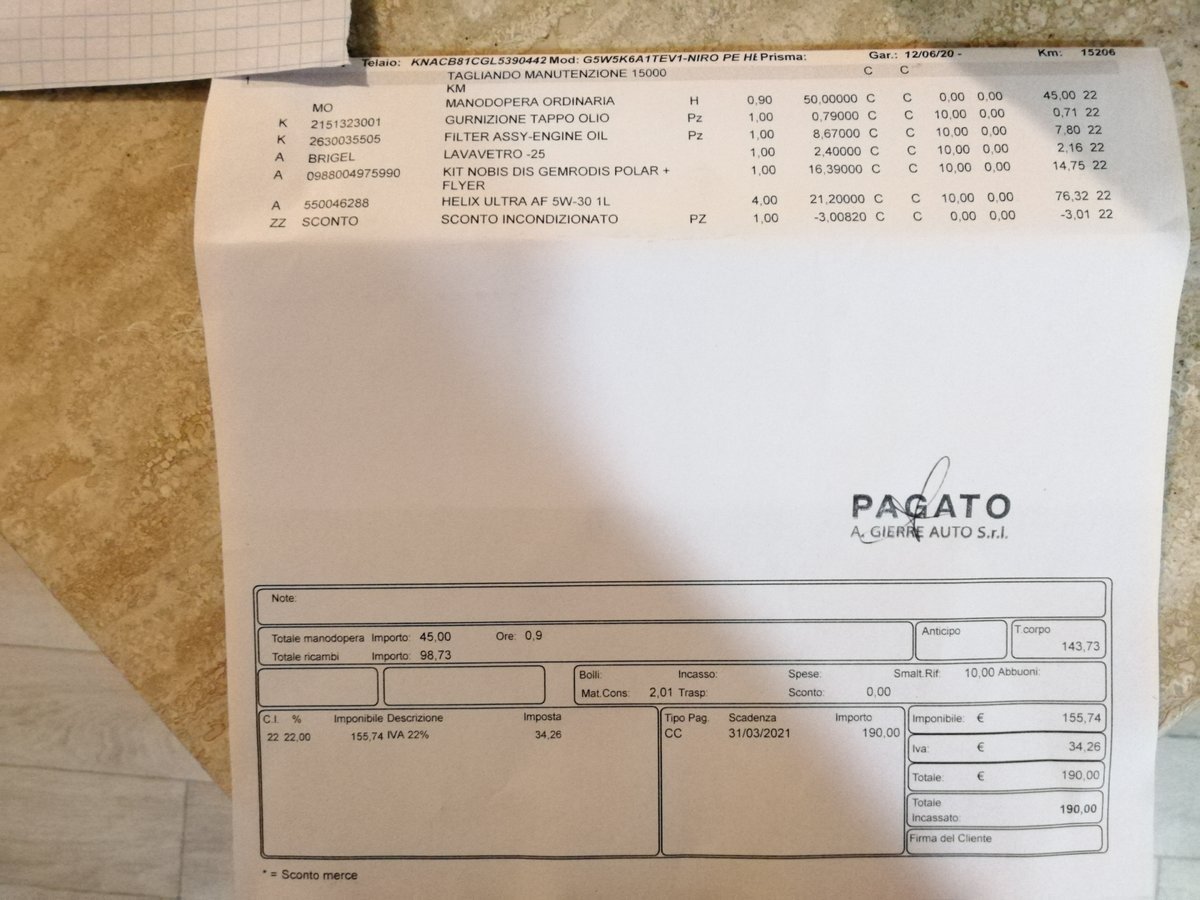 Telaio: KNACB81CGL5390442 Mod: G5W5K6A1TEV1-NIRO PE HE Prisma: Gar.: 12/06/20 - Km: 15206
TAGLIANDO MANUTENZIONE 15000 C C
KM
MO MANODOPERA ORDINARIA H 0,90 50,00000 C C 0,00 0,00 45,00 22
K 2151323001 GURNIZIONE TAPPO OLIO Pz 1,00 0,79000 C C 10,00 0,00 0,71 22
K 2630035505 FILTER ASSY-ENGINE OIL Pz 1,00 8,67000 C C 10,00 0,00 7,80 22
A BRIGEL LAVAVETRO -25 1,00 2,40000 C C 10,00 0,00 2,16 22
A 0988004975990 KIT NOBIS DIS GEMRODIS POLAR + 1,00 16,39000 C C 10,00 0,00 14,75 22
FLYER
A 550046288 HELIX ULTRA AF 5W-30 1L 4,00 21,20000 C C 10,00 0,00 76,32 22
ZZ SCONTO SCONTO INCONDIZIONATO PZ 1,00 -3,00820 C C 0,00 0,00 -3,01 22
PAGATO
A. GIERRE AUTO S.r.l.
Note:
Totale manodopera Importo: 45,00 Ore: 0,9 Anticipo T.corpo
Totale ricambi Importo: 98,73 143,73
Bolli: Incasso: Spese: Smalt.Rif: 10,00 Abbuoni:
Mat.Cons: 2,01 Trasp: Sconto: 0,00
C.I. % Imponibile Descrizione Imposta Tipo Pag. Scadenza Importo Imponibile: € 155,74
22 22,00 155,74 IVA 22% 34,26 CC 31/03/2021 190,00
Iva: € 34,26
Totale: € 190,00
Totale
Incassato: 190,00
Firma del Cliente
* = Sconto merce